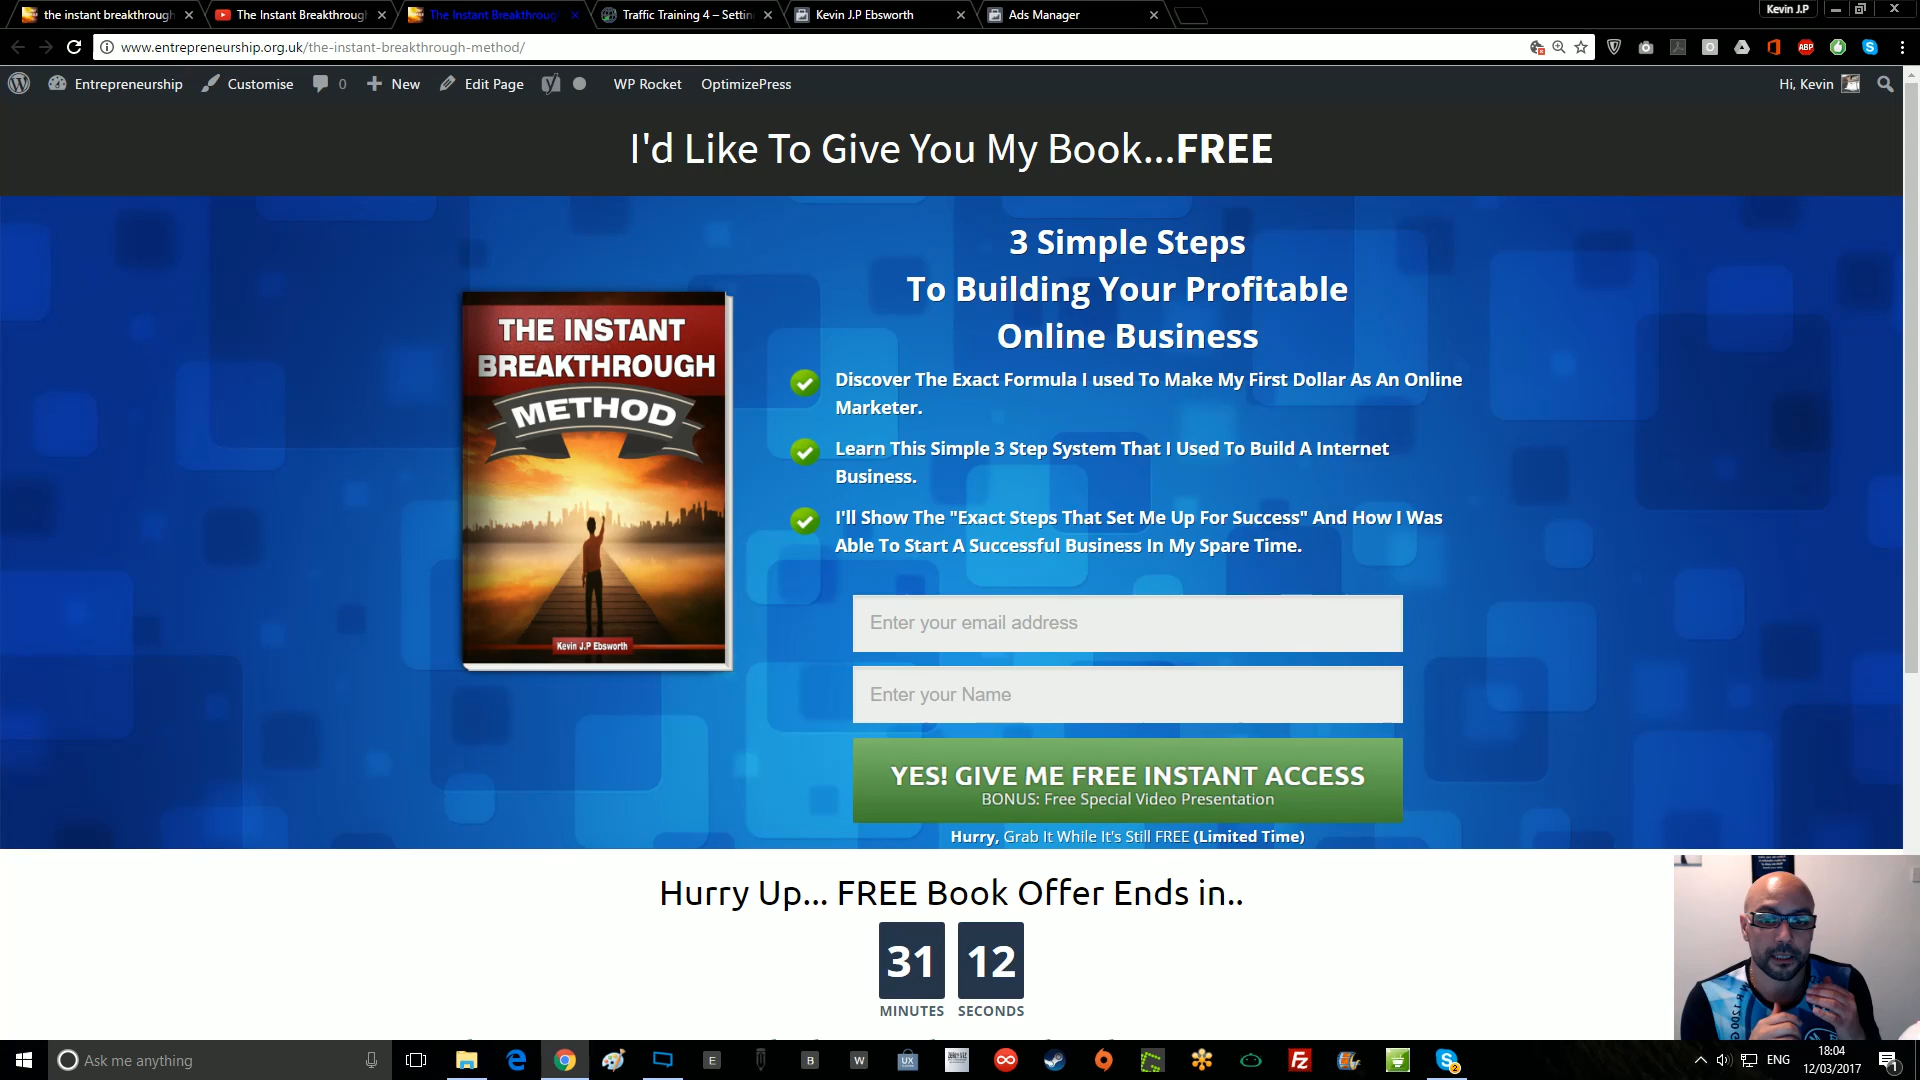 the instant breakthrough
The Instant Breakthroug
The Instant Breakthroug
Traffic Training 4 – Settin
Kevin J.P Ebsworth
Ads Manager
Kevin J.P
www.entrepreneurship.org.uk/the-instant-breakthrough-method/
ABP
Entrepreneurship
Customise
0
New
Edit Page
WP Rocket
OptimizePress
Hi, Kevin
I'd Like To Give You My Book...FREE
3 Simple Steps
To Building Your Profitable
Online Business
THE INSTANT
BREAKTHROUGH
METHOD
Kevin J.P Ebsworth
Discover The Exact Formula I used To Make My First Dollar As An Online
Marketer.
Learn This Simple 3 Step System That I Used To Build A Internet
Business.
I'll Show The "Exact Steps That Set Me Up For Success" And How I Was
Able To Start A Successful Business In My Spare Time.
Enter your email address
Enter your Name
YES! GIVE ME FREE INSTANT ACCESS
BONUS: Free Special Video Presentation
Hurry, Grab It While It's Still FREE (Limited Time)
Hurry Up... FREE Book Offer Ends in..
31 12
MINUTES SECONDS
Ask me anything
E
B
W
UX
Fz
2
ENG
18:04
12/03/2017
1